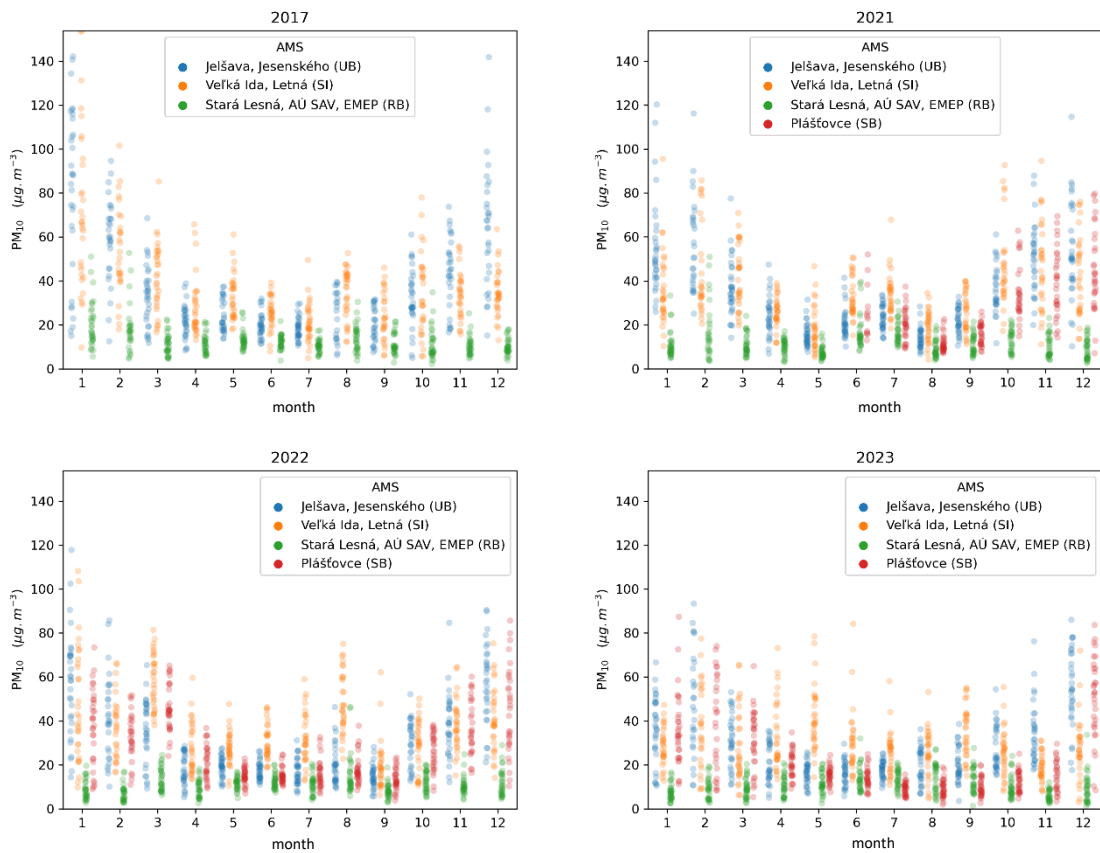 2017
AMS
Jelšava, Jesenského (UB)
Veľká Ida, Letná (SI)
Stará Lesná, AÚ SAV, EMEP (RB)
PM₁₀ (μg.m⁻³)
140
120
100
80
60
40
20
0
1 2 3 4 5 6 7 8 9 10 11 12
month
2021
AMS
Jelšava, Jesenského (UB)
Veľká Ida, Letná (SI)
Stará Lesná, AÚ SAV, EMEP (RB)
Plášťovce (SB)
PM₁₀ (μg.m⁻³)
140
120
100
80
60
40
20
0
1 2 3 4 5 6 7 8 9 10 11 12
month
2022
AMS
Jelšava, Jesenského (UB)
Veľká Ida, Letná (SI)
Stará Lesná, AÚ SAV, EMEP (RB)
Plášťovce (SB)
PM₁₀ (μg.m⁻³)
140
120
100
80
60
40
20
0
1 2 3 4 5 6 7 8 9 10 11 12
month
2023
AMS
Jelšava, Jesenského (UB)
Veľká Ida, Letná (SI)
Stará Lesná, AÚ SAV, EMEP (RB)
Plášťovce (SB)
PM₁₀ (μg.m⁻³)
140
120
100
80
60
40
20
0
1 2 3 4 5 6 7 8 9 10 11 12
month